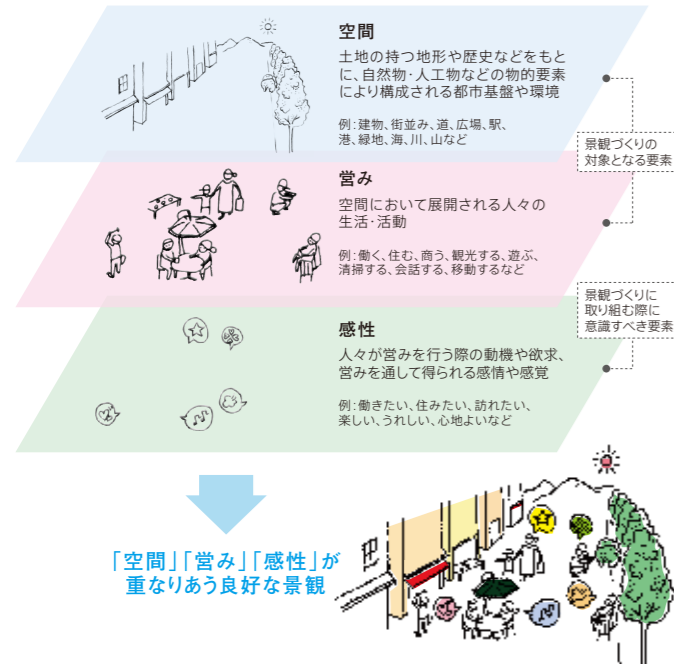 空間
土地の持つ地形や歴史などをもと
に、自然物・人工物などの物的要素
により構成される都市基盤や環境
例:建物、街並み、道、広場、駅、
港、緑地、海、川、山など
景観づくりの
対象となる要素
営み
空間において展開される人々の
生活・活動
例:働く、住む、商う、観光する、遊ぶ、
清掃する、会話する、移動するなど
景観づくりに
取り組む際に
意識すべき要素
感性
人々が営みを行う際の動機や欲求、
営みを通して得られる感情や感覚
例:働きたい、住みたい、訪れたい、
楽しい、うれしい、心地よいなど
「空間」「営み」「感性」が
重なりあう良好な景観